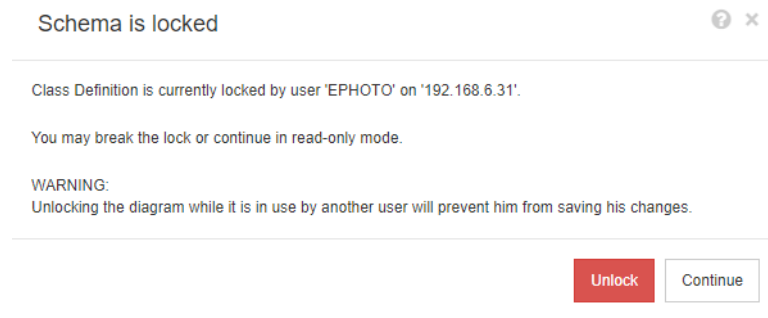 Schema is locked
Class Definition is currently locked by user 'EPHOTO' on '192.168.6.31'.
You may break the lock or continue in read-only mode.
WARNING:
Unlocking the diagram while it is in use by another user will prevent him from saving his changes.
Unlock Continue